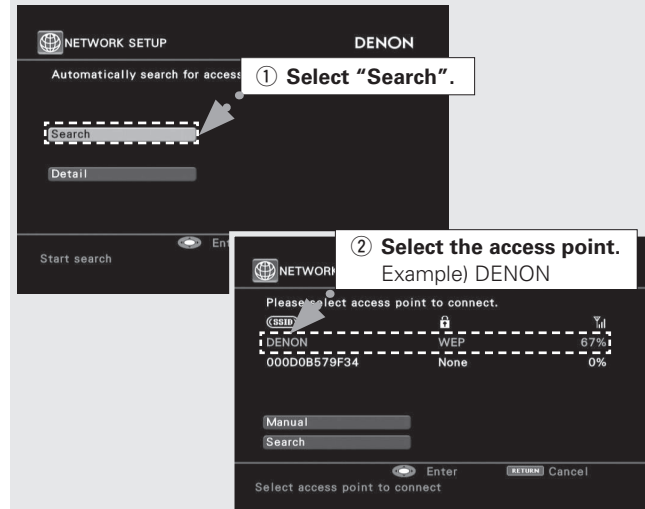 NETWORK SETUP
DENON
Automatically search for access
① Select “Search”.
Search
Detail
Start search
② Select the access point.
Example) DENON
Please select access point to connect.
SSID
DENON WEP 67%
000D0B579F34 None 0%
Manual
Search
Enter RETURN Cancel
Select access point to connect